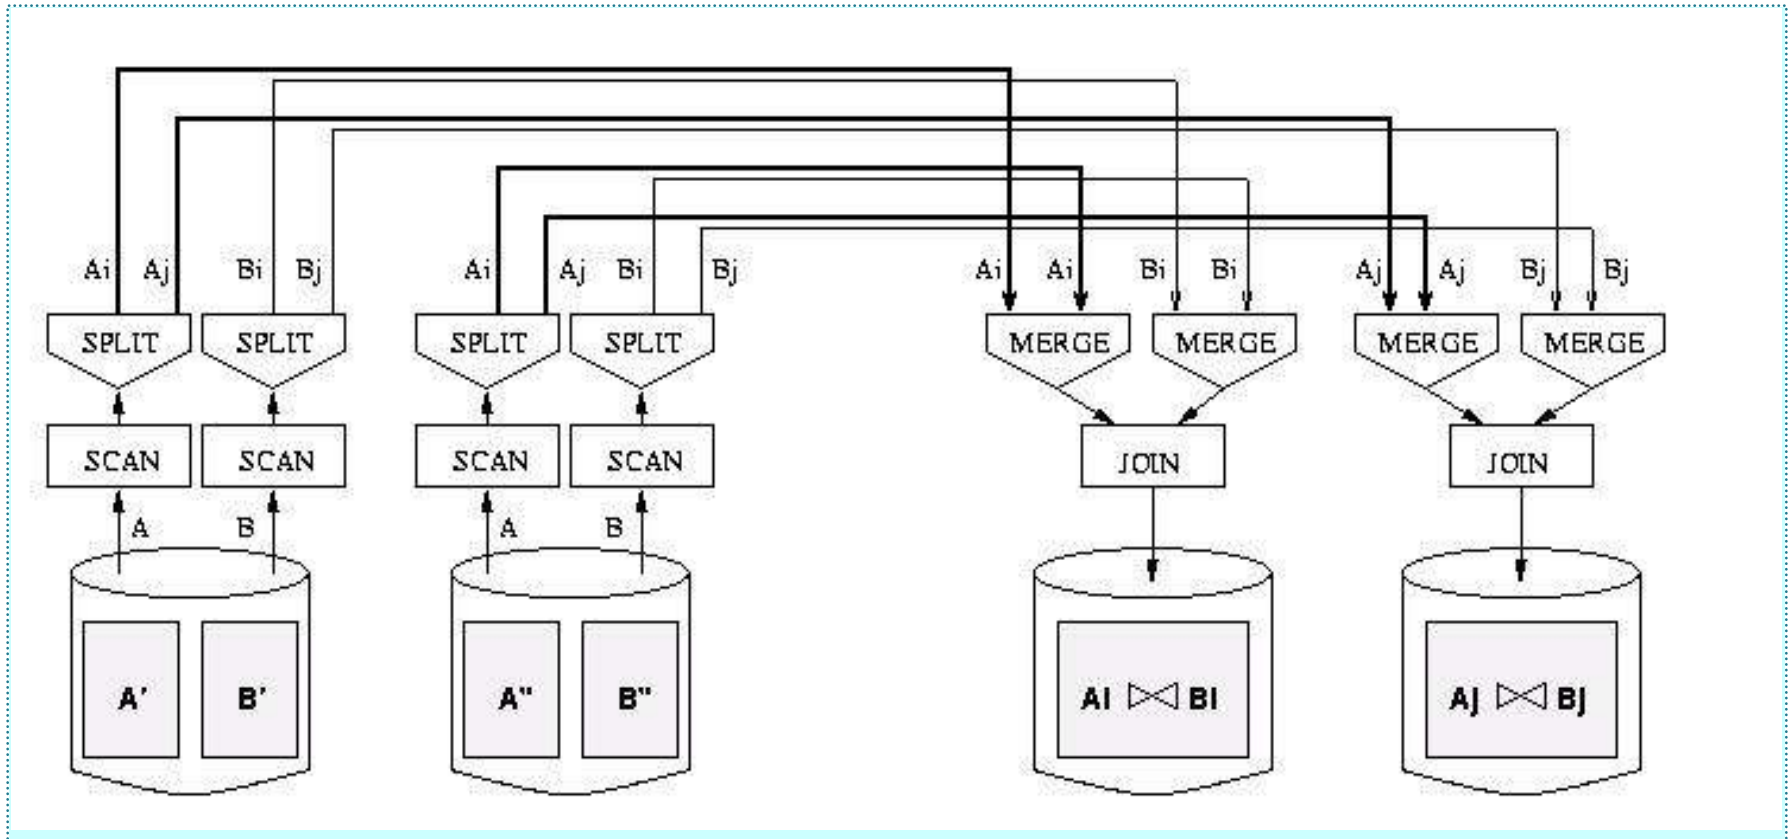 Ai Aj Bi Bj Ai Aj Bi Bj Ai Ai Bi Bi Aj Aj Bj Bj
SPLIT SPLIT SPLIT SPLIT MERGE MERGE MERGE MERGE
SCAN SCAN SCAN SCAN JOIN JOIN
A B A B
A' B' A" B" Ai ⋈ Bi Aj ⋈ Bj